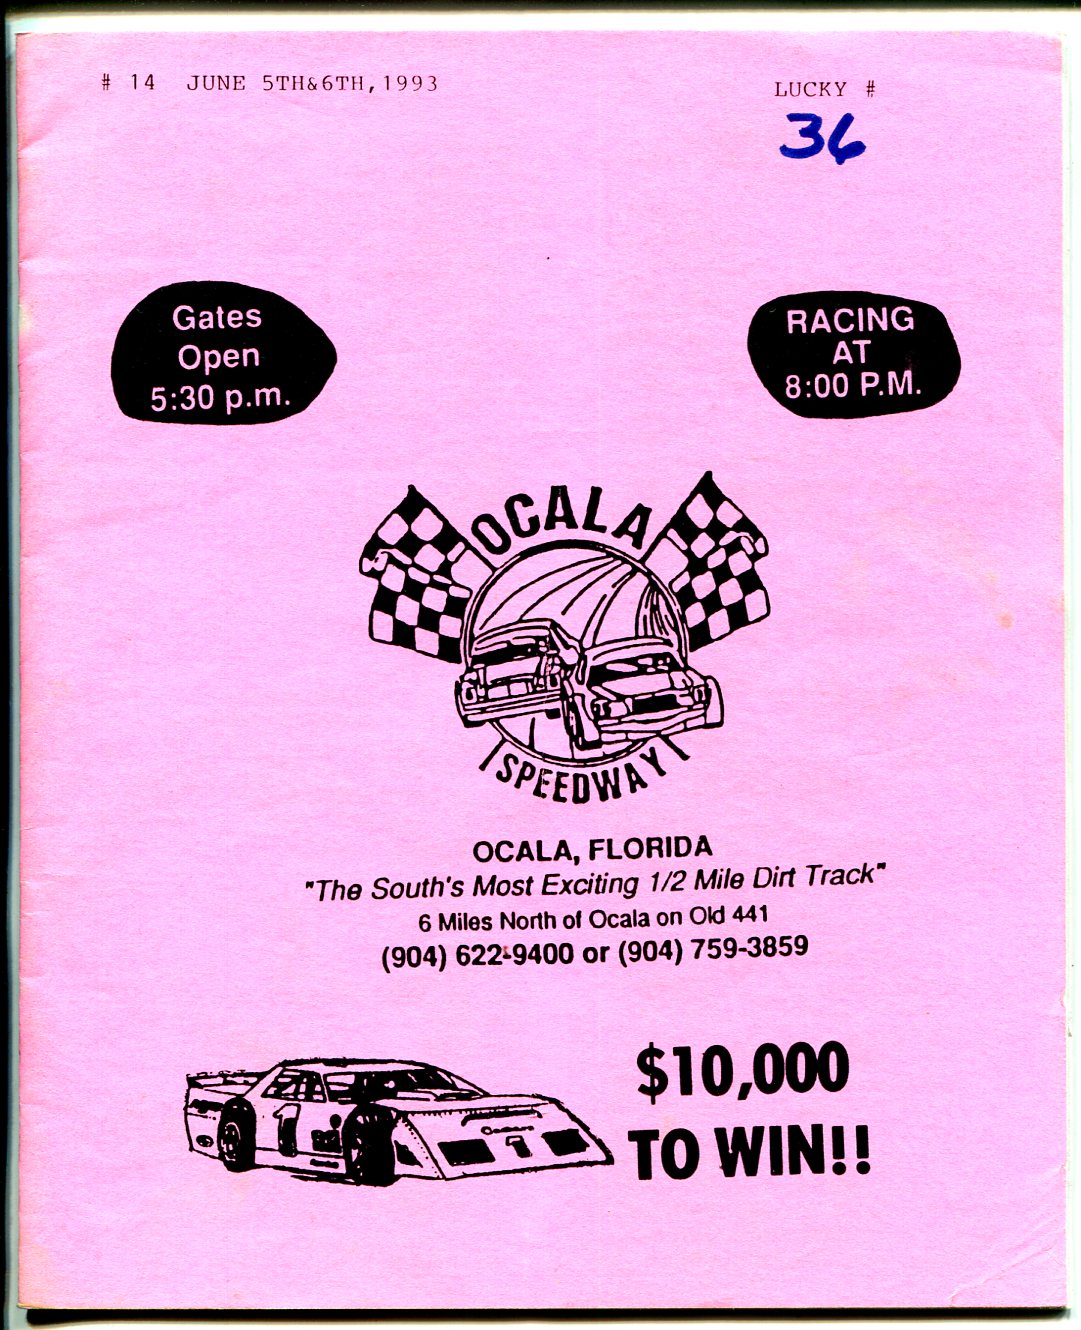 # 14 JUNE 5TH&6TH,1993
LUCKY #
36
Gates
Open
5:30 p.m.
RACING
AT
8:00 P.M.
OCALA
SPEEDWAY
OCALA, FLORIDA
"The South's Most Exciting 1/2 Mile Dirt Track"
6 Miles North of Ocala on Old 441
(904) 622-9400 or (904) 759-3859
$10,000
TO WIN!!
1
1